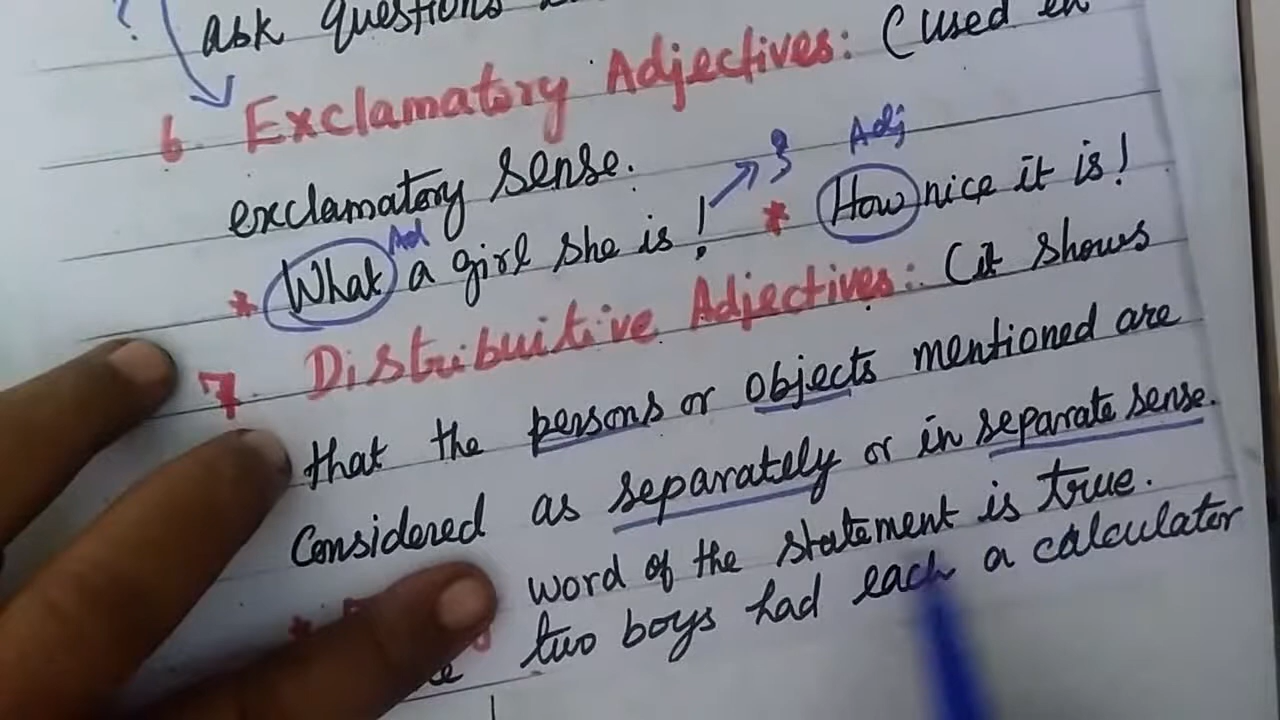 ask questions
6. Exclamatory Adjectives: (used in
exclamatory sense.
Adj
* What a girl she is! * How nice it is!
Ad
7. Distribuitive Adjectives: (it shows
that the persons or objects mentioned are
Considered as separately or in separate sense.
word of the statement is true.
two boys had each a calculator